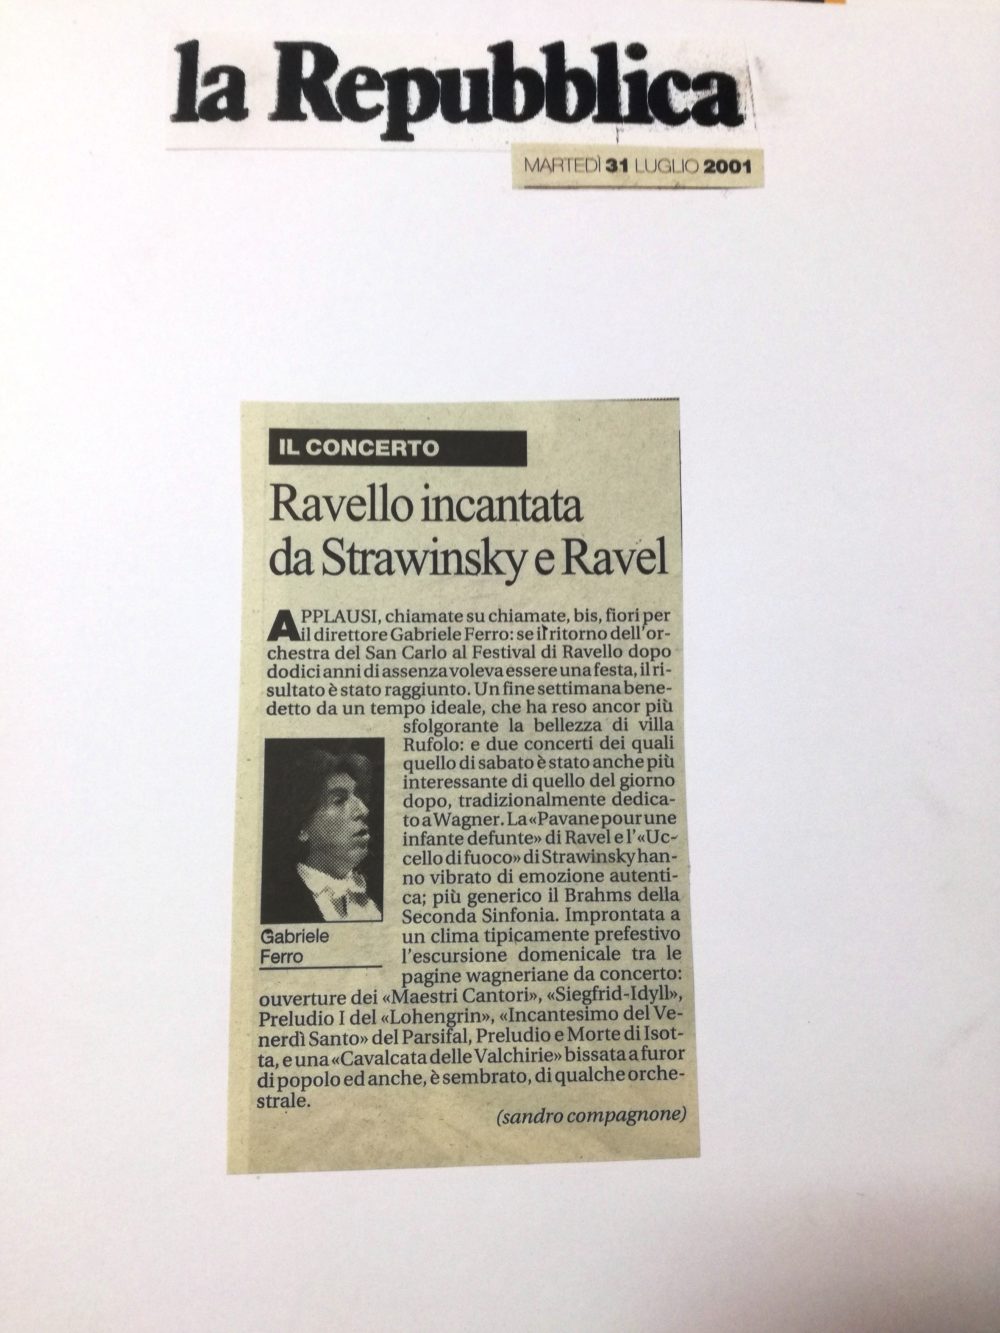 la Repubblica
MARTEDÌ 31 LUGLIO 2001
IL CONCERTO
Ravello incantata
da Strawinsky e Ravel
APPLAUSI, chiamate su chiamate, bis, fiori per
il direttore Gabriele Ferro: se il ritorno dell'or-
chestra del San Carlo al Festival di Ravello dopo
dodici anni di assenza voleva essere una festa, il ri-
sultato è stato raggiunto. Un fine settimana bene-
detto da un tempo ideale, che ha reso ancor più
sfolgorante la bellezza di villa
Rufolo: e due concerti dei quali
quello di sabato è stato anche più
interessante di quello del giorno
dopo, tradizionalmente dedica-
to a Wagner. La «Pavane pour une
infante defunte» di Ravel e l'«Uc-
cello di fuoco» di Strawinsky han-
no vibrato di emozione autenti-
ca; più generico il Brahms della
Seconda Sinfonia. Improntata a
un clima tipicamente prefestivo
l'escursione domenicale tra le
pagine wagneriane da concerto:
Gabriele
Ferro
ouverture dei «Maestri Cantori», «Siegfrid-Idyll»,
Preludio I del «Lohengrin», «Incantesimo del Ve-
nerdì Santo» del Parsifal, Preludio e Morte di Isot-
ta, e una «Cavalcata delle Valchirie» bissata a furor
di popolo ed anche, è sembrato, di qualche orche-
strale.
(sandro compagnone)